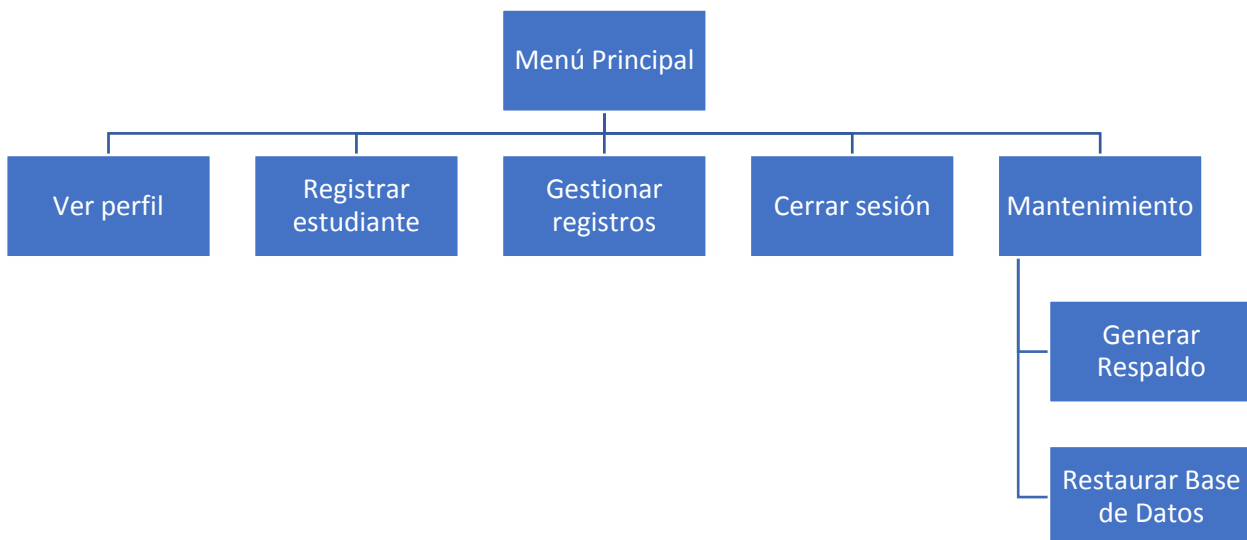 Menú Principal
Ver perfil
Registrar
estudiante
Gestionar
registros
Cerrar sesión
Mantenimiento
Generar
Respaldo
Restaurar Base
de Datos